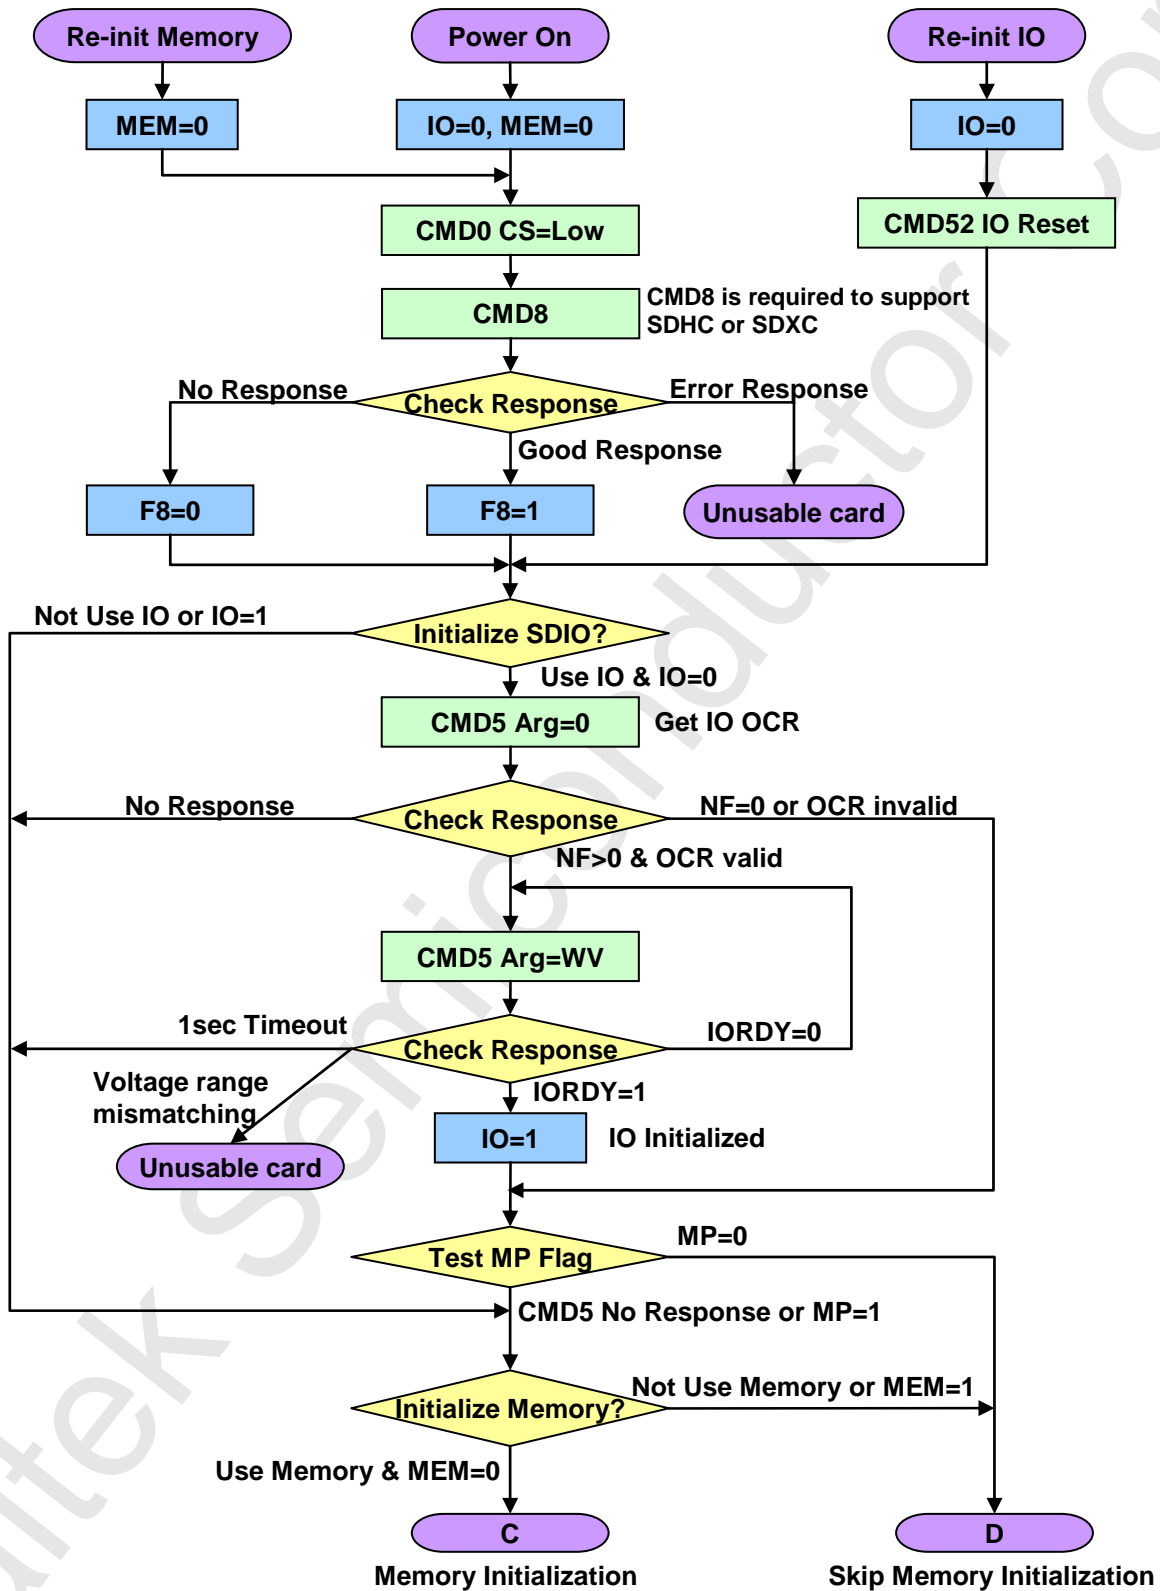 Re-init Memory
Power On
Re-init IO
MEM=0
IO=0, MEM=0
IO=0
CMD0 CS=Low
CMD52 IO Reset
CMD8
CMD8 is required to support
SDHC or SDXC
No Response
Check Response
Error Response
Good Response
F8=0
F8=1
Unusable card
Not Use IO or IO=1
Initialize SDIO?
Use IO & IO=0
CMD5 Arg=0
Get IO OCR
No Response
Check Response
NF=0 or OCR invalid
NF>0 & OCR valid
CMD5 Arg=WV
1sec Timeout
Check Response
IORDY=0
Voltage range
mismatching
IORDY=1
IO=1
IO Initialized
Unusable card
Test MP Flag
MP=0
CMD5 No Response or MP=1
Initialize Memory?
Not Use Memory or MEM=1
Use Memory & MEM=0
C
D
Memory Initialization
Skip Memory Initialization
Semiconductor